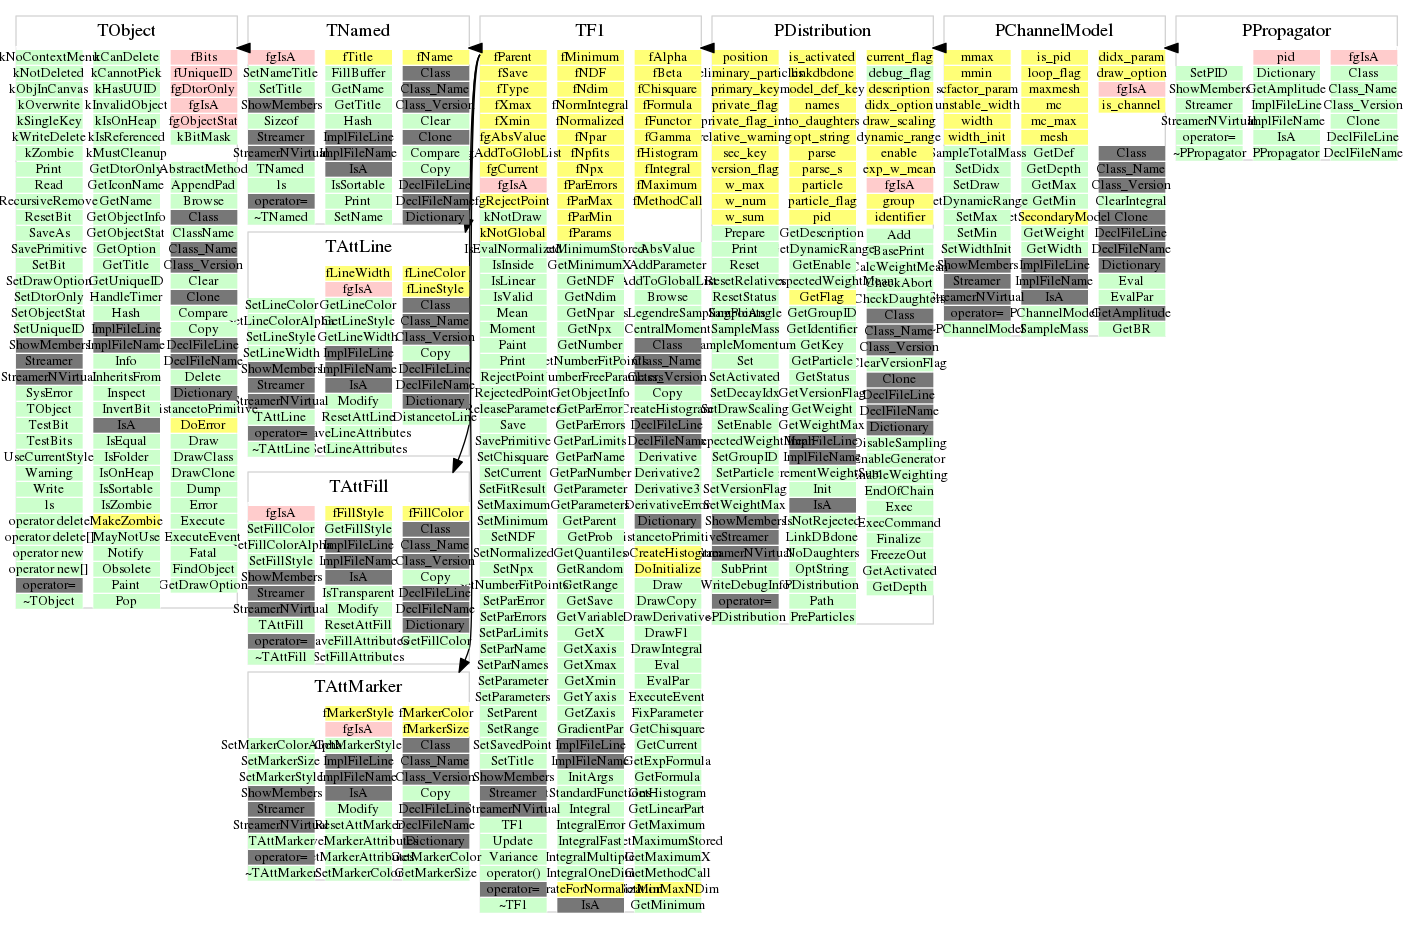 TObject
kNoContextMenu
kNotDeleted
kObjInCanvas
kOverwrite
kSingleKey
kWriteDelete
kZombie
Print
Read
RecursiveRemove
ResetBit
SaveAs
SavePrimitive
SetBit
SetDrawOption
SetDtorOnly
SetObjectStat
SetUniqueID
ShowMembers
Streamer
StreamerNVirtual
SysError
TObject
TestBit
TestBits
UseCurrentStyle
Warning
Write
ls
operator delete
operator delete[]
operator new
operator new[]
operator=
~TObject
kCanDelete
kCannotPick
kHasUUID
kInvalidObject
kIsOnHeap
kIsReferenced
kMustCleanup
GetDtorOnly
GetIconName
GetName
GetObjectInfo
GetObjectStat
GetOption
GetTitle
GetUniqueID
HandleTimer
Hash
ImplFileLine
ImplFileName
Info
InheritsFrom
Inspect
InvertBit
IsA
IsEqual
IsFolder
IsOnHeap
IsSortable
IsZombie
MakeZombie
MayNotUse
Notify
Obsolete
Paint
Pop
fBits
fUniqueID
fgDtorOnly
fgIsA
fgObjectStat
kBitMask
AbstractMethod
AppendPad
Browse
Class
ClassName
Class_Name
Class_Version
Clear
Clone
Compare
Copy
DeclFileLine
DeclFileName
Delete
Dictionary
DoError
Draw
DrawClass
DrawClone
Dump
Error
Execute
ExecuteEvent
Fatal
FindObject
GetDrawOption
TNamed
fgIsA
SetNameTitle
SetTitle
ShowMembers
Sizeof
Streamer
StreamerNVirtual
TNamed
ls
operator=
~TNamed
fTitle
FillBuffer
GetName
GetTitle
Hash
ImplFileLine
ImplFileName
IsA
IsSortable
Print
SetName
fName
Class
Class_Name
Class_Version
Clear
Clone
Compare
Copy
DeclFileLine
DeclFileName
Dictionary
TAttLine
SetLineColor
SetLineStyle
SetLineWidth
ShowMembers
Streamer
StreamerNVirtual
TAttLine
operator=
~TAttLine
fLineWidth
fgIsA
GetLineColor
GetLineStyle
GetLineWidth
ImplFileLine
ImplFileName
IsA
Modify
ResetAttLine
SetLineAttributes
fLineColor
fLineStyle
Class
Class_Name
Class_Version
Copy
DeclFileLine
DeclFileName
Dictionary
DistancetoLine
TAttFill
fgIsA
SetFillColor
SetFillStyle
ShowMembers
Streamer
StreamerNVirtual
TAttFill
operator=
~TAttFill
fFillStyle
GetFillStyle
ImplFileLine
ImplFileName
IsA
IsTransparent
Modify
ResetAttFill
SetFillAttributes
fFillColor
Class
Class_Name
Class_Version
Copy
DeclFileLine
DeclFileName
Dictionary
GetFillColor
TAttMarker
SetMarkerSize
SetMarkerStyle
ShowMembers
Streamer
StreamerNVirtual
TAttMarker
operator=
~TAttMarker
fMarkerStyle
fgIsA
GetMarkerStyle
ImplFileLine
ImplFileName
IsA
Modify
ResetAttMarker
SetMarkerColor
fMarkerColor
fMarkerSize
Class
Class_Name
Class_Version
Copy
DeclFileLine
DeclFileName
Dictionary
GetMarkerColor
GetMarkerSize
TF1
fParent
fSave
fType
fXmax
fXmin
fgAbsValue
fgAddToGlobList
fgCurrent
fgIsA
fgRejectPoint
kNotDraw
kNotGlobal
IsEvalNormalized
IsInside
IsLinear
IsValid
Mean
Moment
Paint
Print
RejectPoint
RejectedPoint
ReleaseParameter
Save
SavePrimitive
SetChisquare
SetCurrent
SetFitResult
SetMaximum
SetMinimum
SetNDF
SetNormalized
SetNpx
SetNumberFitPoints
SetParError
SetParErrors
SetParLimits
SetParName
SetParNames
SetParameter
SetParameters
SetParent
SetRange
SetSavedPoint
SetTitle
ShowMembers
Streamer
StreamerNVirtual
TF1
Update
Variance
operator()
operator=
~TF1
fMinimum
fNDF
fNdim
fNormIntegral
fNormalized
fNpar
fNpfits
fNpx
fParErrors
fParMax
fParMin
fParams
GetMinimumStored
GetMinimumX
GetNDF
GetNdim
GetNpar
GetNpx
GetNumber
GetNumberFitPoints
GetObjectInfo
GetParError
GetParErrors
GetParLimits
GetParName
GetParNumber
GetParameter
GetParameters
GetParent
GetProb
GetQuantiles
GetRandom
GetRange
GetSave
GetVariable
GetX
GetXaxis
GetXmax
GetXmin
GetYaxis
GetZaxis
GradientPar
ImplFileLine
ImplFileName
InitArgs
Integral
IntegralError
IntegralFast
IntegralMultiple
IntegralOneDim
IsA
fAlpha
fBeta
fChisquare
fFormula
fFunctor
fGamma
fHistogram
fIntegral
fMaximum
fMethodCall
AbsValue
AddParameter
AddToGlobalList
Browse
CentralMoment
Class
Class_Name
Class_Version
Copy
CreateHistogram
DeclFileLine
DeclFileName
Derivative
Derivative2
Derivative3
DerivativeError
Dictionary
DistancetoPrimitive
DoCreateHistogram
DoInitialize
Draw
DrawCopy
DrawDerivative
DrawF1
DrawIntegral
Eval
EvalPar
ExecuteEvent
FixParameter
GetChisquare
GetCurrent
GetExpFormula
GetFormula
GetHistogram
GetLinearPart
GetMaximum
GetMaximumStored
GetMaximumX
GetMethodCall
GetMinMaxNDim
GetMinimum
PDistribution
position
primary_key
private_flag
relative_warning
sec_key
version_flag
w_max
w_num
w_sum
Prepare
Print
Reset
ResetRelatives
ResetStatus
SampleMass
SampleMomentum
Set
SetActivated
SetDecayIdx
SetDrawScaling
SetEnable
SetGroupID
SetParticle
SetVersionFlag
SetWeightMax
ShowMembers
Streamer
StreamerNVirtual
SubPrint
WriteDebugInfo
operator=
~PDistribution
is_activated
linkdbdone
model_def_key
names
no_daughters
opt_string
parse
parse_s
particle
particle_flag
pid
GetDescription
GetDynamicRange
GetEnable
GetFlag
GetGroupID
GetIdentifier
GetKey
GetParticle
GetStatus
GetVersionFlag
GetWeight
GetWeightMax
ImplFileLine
ImplFileName
Init
IsA
IsNotRejected
LinkDBdone
NoDaughters
OptString
PDistribution
Path
PreParticles
current_flag
debug_flag
description
didx_option
draw_scaling
dynamic_range
enable
exp_w_mean
fgIsA
group
identifier
Add
BasePrint
CalcWeightMean
CheckAbort
CheckDaughters
Class
Class_Name
Class_Version
ClearVersionFlag
Clone
DeclFileLine
DeclFileName
Dictionary
DisableSampling
EnableGenerator
EnableWeighting
EndOfChain
Exec
ExecCommand
Finalize
FreezeOut
GetActivated
GetDepth
PChannelModel
mmax
mmin
scfactor_param
unstable_width
width
width_init
SampleTotalMass
SetDidx
SetDraw
SetDynamicRange
SetMax
SetMin
SetWidthInit
ShowMembers
Streamer
StreamerNVirtual
operator=
~PChannelModel
is_pid
loop_flag
maxmesh
mc
mc_max
mesh
GetDef
GetDepth
GetMax
GetMin
GetSecondaryModel
GetWeight
GetWidth
ImplFileLine
ImplFileName
IsA
PChannelModel
SampleMass
didx_param
draw_option
fgIsA
is_channel
Class
Class_Name
Class_Version
ClearIntegral
Clone
DeclFileLine
DeclFileName
Dictionary
Eval
EvalPar
GetAmplitude
GetBR
PPropagator
SetPID
ShowMembers
Streamer
StreamerNVirtual
operator=
~PPropagator
pid
Dictionary
GetAmplitude
ImplFileLine
ImplFileName
IsA
PPropagator
fgIsA
Class
Class_Name
Class_Version
Clone
DeclFileLine
DeclFileName